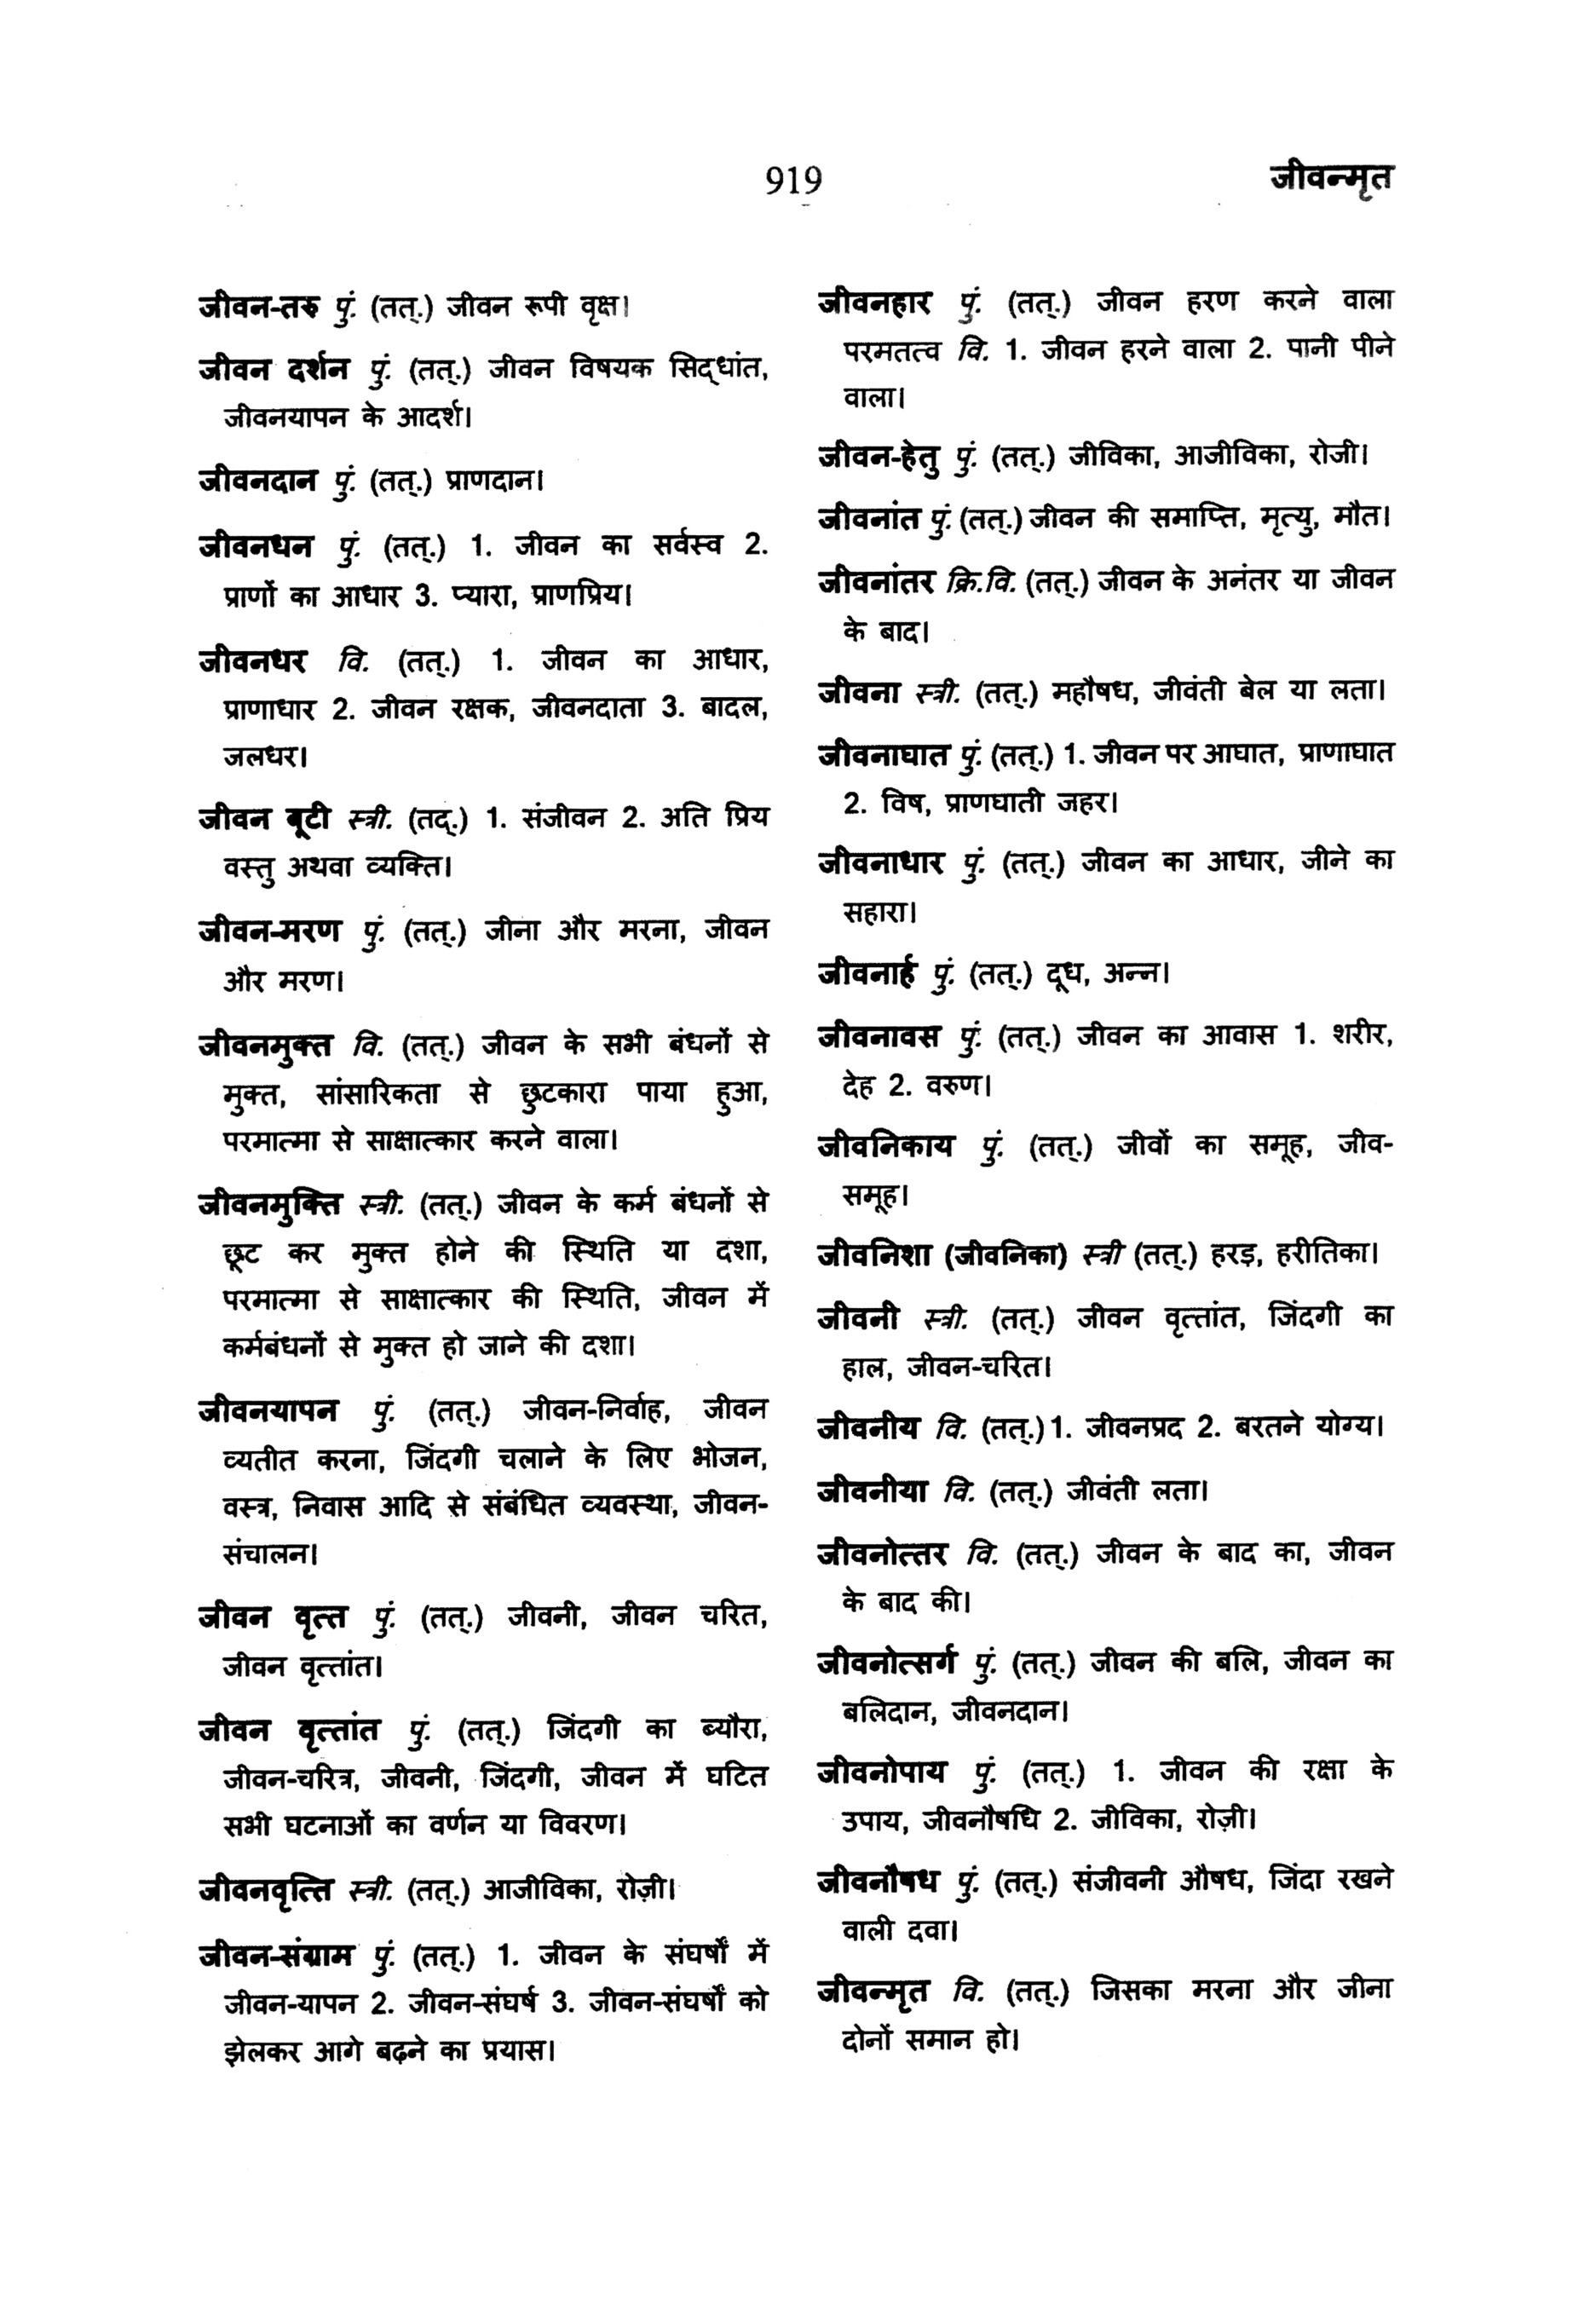 919
जीवन्मृत
जीवन-तरु पुं. (तत्.) जीवन रूपी वृक्ष।
जीवन दर्शन पुं. (तत्.) जीवन विषयक सिद्धांत,
जीवनयापन के आदर्श।
जीवनदान पुं. (तत्.) प्राणदान।
जीवनधन पुं. (तत्.) 1. जीवन का सर्वस्व 2.
प्राणों का आधार 3. प्यारा, प्राणप्रिय।
जीवनधर वि. (तत्.) 1. जीवन का आधार,
प्राणाधार 2. जीवन रक्षक, जीवनदाता 3. बादल,
जलधर।
जीवन बूटी स्त्री. (तद्.) 1. संजीवन 2. अति प्रिय
वस्तु अथवा व्यक्ति।
जीवन-मरण पुं. (तत्.) जीना और मरना, जीवन
और मरण।
जीवनमुक्त वि. (तत्.) जीवन के सभी बंधनों से
मुक्त, सांसारिकता से छुटकारा पाया हुआ,
परमात्मा से साक्षात्कार करने वाला।
जीवनमुक्ति स्त्री. (तत्.) जीवन के कर्म बंधनों से
छूट कर मुक्त होने की स्थिति या दशा,
परमात्मा से साक्षात्कार की स्थिति, जीवन में
कर्मबंधनों से मुक्त हो जाने की दशा।
जीवनयापन पुं. (तत्.) जीवन-निर्वाह, जीवन
व्यतीत करना, जिंदगी चलाने के लिए भोजन,
वस्त्र, निवास आदि से संबंधित व्यवस्था, जीवन-
संचालन।
जीवन वृत्त पुं. (तत्.) जीवनी, जीवन चरित,
जीवन वृत्तांत।
जीवन वृत्तांत पुं. (तत्.) जिंदगी का ब्यौरा,
जीवन-चरित्र, जीवनी, जिंदगी, जीवन में घटित
सभी घटनाओं का वर्णन या विवरण।
जीवनवृत्ति स्त्री. (तत्.) आजीविका, रोज़ी।
जीवन-संग्राम पुं. (तत्.) 1. जीवन के संघर्षों में
जीवन-यापन 2. जीवन-संघर्ष 3. जीवन-संघर्षों को
झेलकर आगे बढ़ने का प्रयास।
जीवनहार पुं. (तत्.) जीवन हरण करने वाला
परमतत्व वि. 1. जीवन हरने वाला 2. पानी पीने
वाला।
जीवन-हेतु पुं. (तत्.) जीविका, आजीविका, रोजी।
जीवनांत पुं. (तत्.) जीवन की समाप्ति, मृत्यु, मौत।
जीवनांतर क्रि.वि. (तत्.) जीवन के अनंतर या जीवन
के बाद।
जीवना स्त्री. (तत्.) महौषध, जीवंती बेल या लता।
जीवनाघात पुं. (तत्.) 1. जीवन पर आघात, प्राणाघात
2. विष, प्राणघाती जहर।
जीवनाधार पुं. (तत्.) जीवन का आधार, जीने का
सहारा।
जीवनार्ह पुं. (तत्.) दूध, अन्न।
जीवनावस पुं. (तत्.) जीवन का आवास 1. शरीर,
देह 2. वरुण।
जीवनिकाय पुं. (तत्.) जीवों का समूह, जीव-
समूह।
जीवनिशा (जीवनिका) स्त्री (तत्.) हरड़, हरीतिका।
जीवनी स्त्री. (तत्.) जीवन वृत्तांत, जिंदगी का
हाल, जीवन-चरित।
जीवनीय वि. (तत्.) 1. जीवनप्रद 2. बरतने योग्य।
जीवनीया वि. (तत्.) जीवंती लता।
जीवनोत्तर वि. (तत्.) जीवन के बाद का, जीवन
के बाद की।
जीवनोत्सर्ग पुं. (तत्.) जीवन की बलि, जीवन का
बलिदान, जीवनदान।
जीवनोपाय पुं. (तत्.) 1. जीवन की रक्षा के
उपाय, जीवनौषधि 2. जीविका, रोज़ी।
जीवनौषध पुं. (तत्.) संजीवनी औषध, जिंदा रखने
वाली दवा।
जीवन्मृत वि. (तत्.) जिसका मरना और जीना
दोनों समान हो।